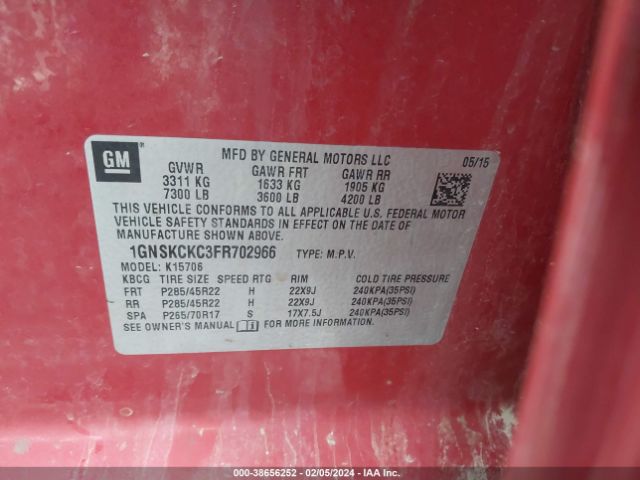 GM
MFD BY GENERAL MOTORS LLC 05/15
GVWR GAWR FRT GAWR RR
3311 KG 1633 KG 1905 KG
7300 LB 3600 LB 4200 LB
THIS VEHICLE CONFORMS TO ALL APPLICABLE U.S. FEDERAL MOTOR
VEHICLE SAFETY STANDARDS IN EFFECT ON THE DATE OF
MANUFACTURE SHOWN ABOVE.
1GNSKCKC3FR702966 TYPE: M.P.V.
MODEL: K15706
KBCG TIRE SIZE SPEED RTG RIM COLD TIRE PRESSURE
FRT P285/45R22 H 22X9J 240KPA(35PSI)
RR P285/45R22 H 22X9J 240KPA(35PSI)
SPA P265/70R17 S 17X7.5J 240KPA(35PSI)
SEE OWNER'S MANUAL FOR MORE INFORMATION.
000-38656252 - 02/05/2024 - IAA Inc.